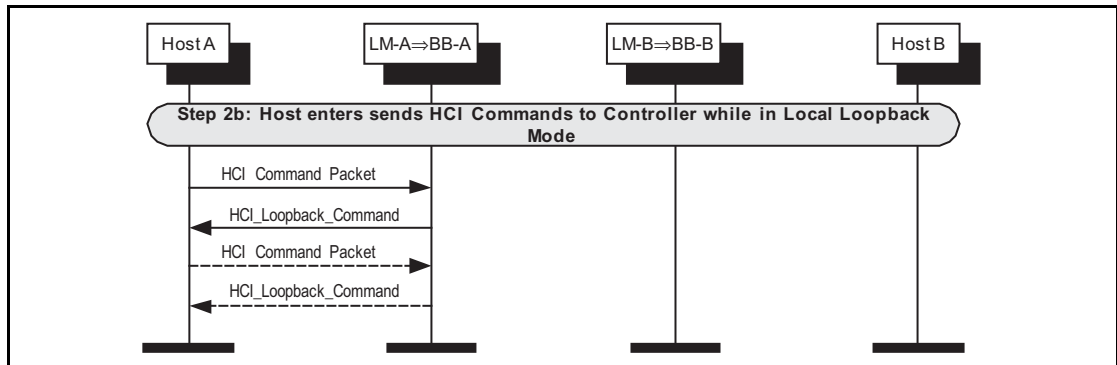 Host A
LM-A⇒BB-A
LM-B⇒BB-B
Host B
Step 2b: Host enters sends HCI Commands to Controller while in Local Loopback
Mode
HCI Command Packet
HCI_Loopback_Command
HCI Command Packet
HCI_Loopback_Command